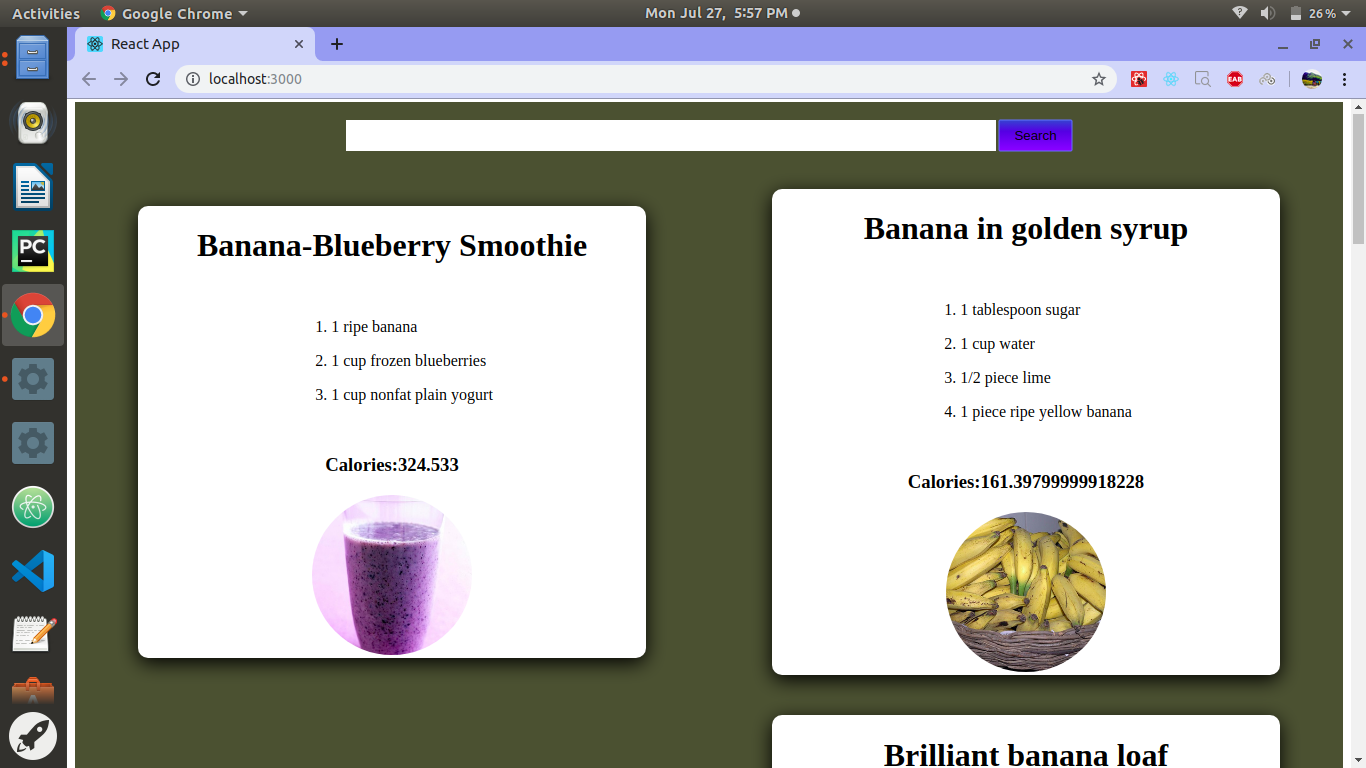 Activities
Google Chrome
Mon Jul 27, 5:57 PM
26%
React App
localhost:3000
EAB
PC
Search
Banana-Blueberry Smoothie
1. 1 ripe banana
2. 1 cup frozen blueberries
3. 1 cup nonfat plain yogurt
Calories:324.533
Banana in golden syrup
1. 1 tablespoon sugar
2. 1 cup water
3. 1/2 piece lime
4. 1 piece ripe yellow banana
Calories:161.39799999918228
Brilliant banana loaf